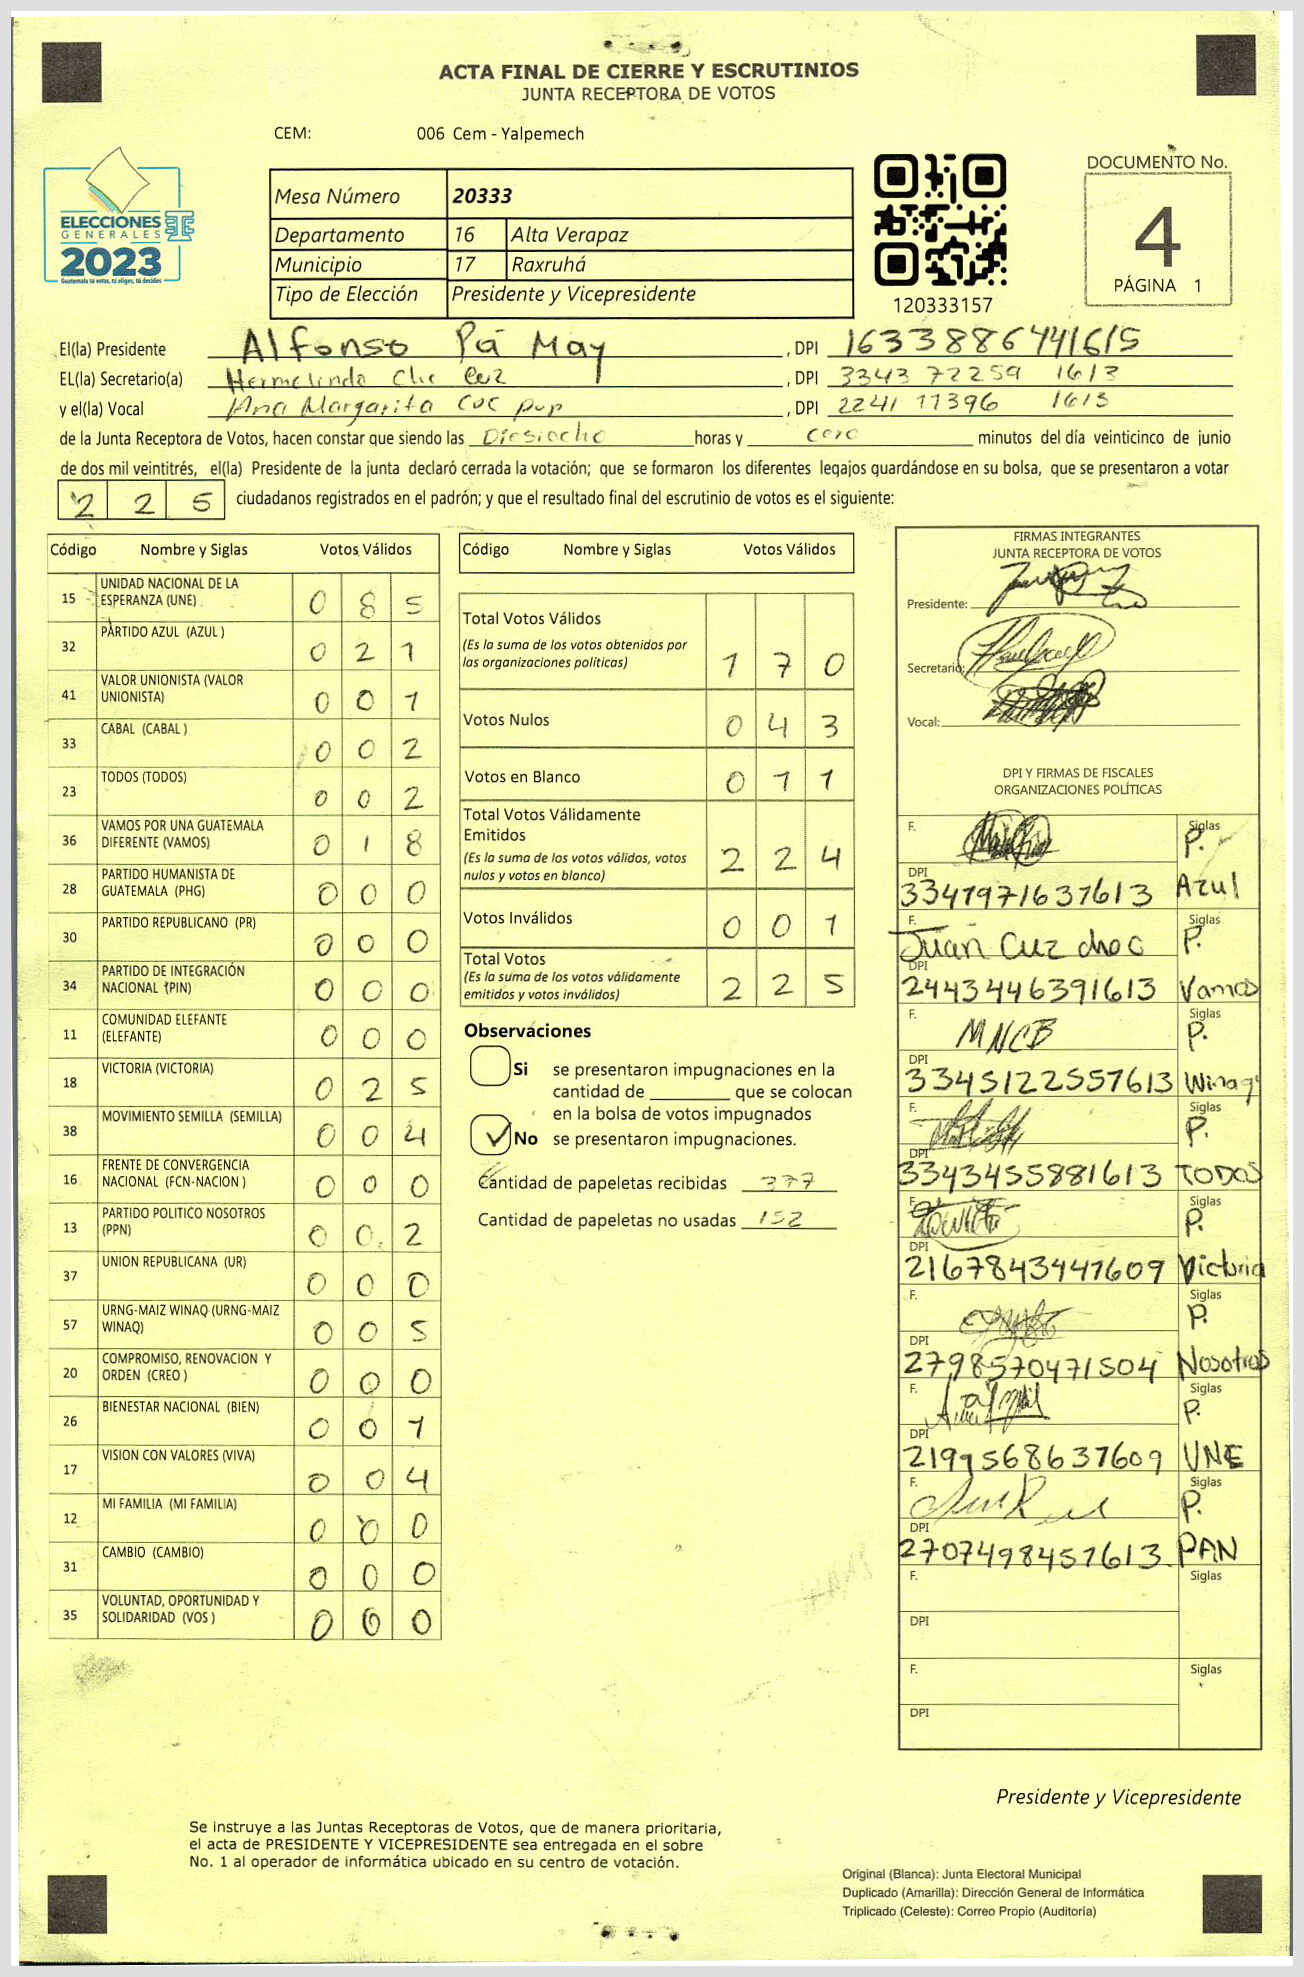 ACTA FINAL DE CIERRE Y ESCRUTINIOS
JUNTA RECEPTORA DE VOTOS
CEM: 006 Cem - Yalpemech
ELECCIONES
GENERALES
2023
Guatemala tú votas, tú eliges, tú decides
Mesa Número 20333
Departamento 16 Alta Verapaz
Municipio 17 Raxruhá
Tipo de Elección Presidente y Vicepresidente
120333157
DOCUMENTO No.
4
PÁGINA 1
El(la) Presidente Alfonso Pá May, DPI 1633886441615
EL(la) Secretario(a) Hermelindo Che Cuz, DPI 3343 72259 1613
y el(la) Vocal Ana Margarita Cuc pop, DPI 2241 11396 1613
de la Junta Receptora de Votos, hacen constar que siendo las Diesiocho horas y cero minutos del día veinticinco de junio
de dos mil veintitrés, el(la) Presidente de la junta declaró cerrada la votación; que se formaron los diferentes legajos guardándose en su bolsa, que se presentaron a votar
2 2 5 ciudadanos registrados en el padrón; y que el resultado final del escrutinio de votos es el siguiente:
Código Nombre y Siglas Votos Válidos
15 UNIDAD NACIONAL DE LA ESPERANZA (UNE) 0 8 5
32 PARTIDO AZUL (AZUL ) 0 2 1
41 VALOR UNIONISTA (VALOR UNIONISTA) 0 0 1
33 CABAL (CABAL ) 0 0 2
23 TODOS (TODOS) 0 0 2
36 VAMOS POR UNA GUATEMALA DIFERENTE (VAMOS) 0 1 8
28 PARTIDO HUMANISTA DE GUATEMALA (PHG) 0 0 0
30 PARTIDO REPUBLICANO (PR) 0 0 0
34 PARTIDO DE INTEGRACIÓN NACIONAL (PIN) 0 0 0
11 COMUNIDAD ELEFANTE (ELEFANTE) 0 0 0
18 VICTORIA (VICTORIA) 0 2 5
38 MOVIMIENTO SEMILLA (SEMILLA) 0 0 4
16 FRENTE DE CONVERGENCIA NACIONAL (FCN-NACION ) 0 0 0
13 PARTIDO POLITICO NOSOTROS (PPN) 0 0 2
37 UNION REPUBLICANA (UR) 0 0 0
57 URNG-MAIZ WINAQ (URNG-MAIZ WINAQ) 0 0 5
20 COMPROMISO, RENOVACION Y ORDEN (CREO ) 0 0 0
26 BIENESTAR NACIONAL (BIEN) 0 0 1
17 VISION CON VALORES (VIVA) 0 0 4
12 MI FAMILIA (MI FAMILIA) 0 0 0
31 CAMBIO (CAMBIO) 0 0 0
35 VOLUNTAD, OPORTUNIDAD Y SOLIDARIDAD (VOS ) 0 0 0
Código Nombre y Siglas Votos Válidos
Total Votos Válidos
(Es la suma de los votos obtenidos por
las organizaciones políticas) 1 7 0
Votos Nulos 0 4 3
Votos en Blanco 0 1 1
Total Votos Válidamente
Emitidos
(Es la suma de los votos válidos, votos
nulos y votos en blanco) 2 2 4
Votos Inválidos 0 0 1
Total Votos
(Es la suma de los votos válidamente
emitidos y votos inválidos) 2 2 5
Observaciones
Si se presentaron impugnaciones en la
cantidad de ________ que se colocan
en la bolsa de votos impugnados
No se presentaron impugnaciones.
Cantidad de papeletas recibidas 377
Cantidad de papeletas no usadas 152
FIRMAS INTEGRANTES
JUNTA RECEPTORA DE VOTOS
Presidente:
Secretario:
Vocal:
DPI Y FIRMAS DE FISCALES
ORGANIZACIONES POLÍTICAS
F. Siglas P.
DPI 3341971631613 Azul
F. Juan Cuz choc Siglas P.
DPI 2443446391613 Vamos
F. MNCB Siglas P.
DPI 3345122557613 Winaq
F. Siglas P.
DPI 3343455881613 TODOS
F. Siglas P.
DPI 2167843441609 Victoria
F. Siglas P.
DPI 2798570471504 Nosotros
F. Siglas P.
DPI 2199568637609 UNE
F. Siglas P.
DPI 2707498457613 PAN
F. Siglas
DPI
F. Siglas
DPI
Presidente y Vicepresidente
Se instruye a las Juntas Receptoras de Votos, que de manera prioritaria,
el acta de PRESIDENTE Y VICEPRESIDENTE sea entregada en el sobre
No. 1 al operador de informática ubicado en su centro de votación.
Original (Blanca): Junta Electoral Municipal
Duplicado (Amarilla): Dirección General de Informática
Triplicado (Celeste): Correo Propio (Auditoría)